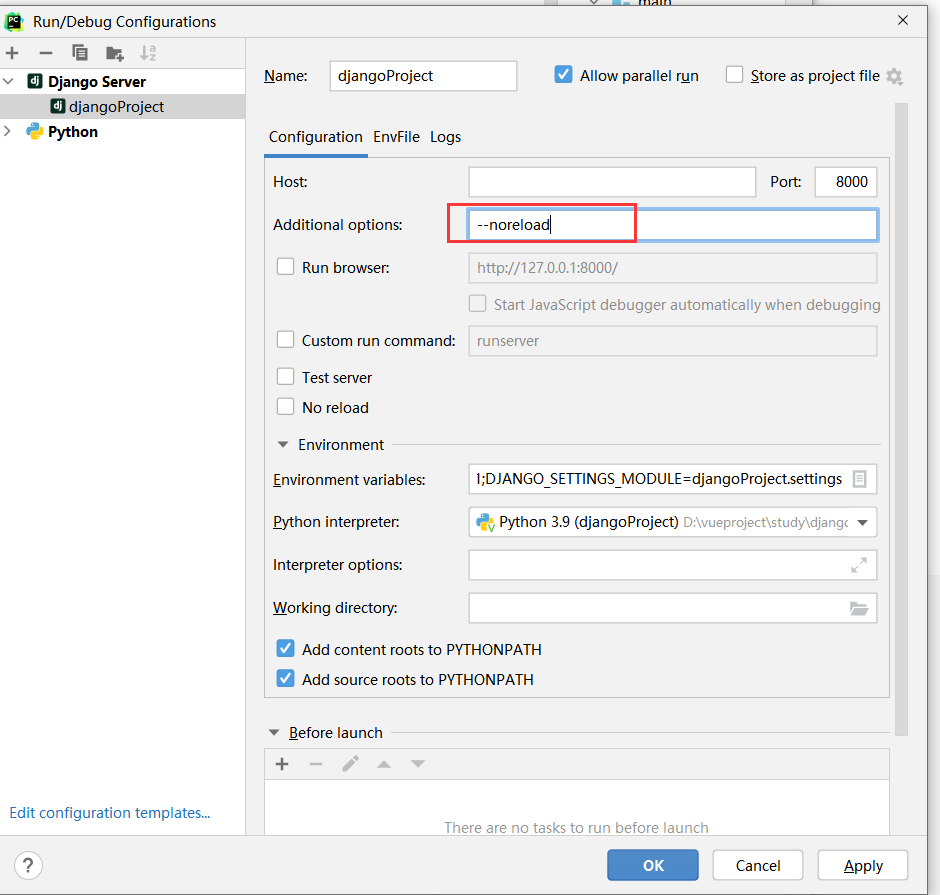 main
Run/Debug Configurations
Django Server
djangoProject
Python
Edit configuration templates...
Name: djangoProject Allow parallel run Store as project file
Configuration EnvFile Logs
Host: Port: 8000
Additional options: --noreload
Run browser: http://127.0.0.1:8000/
Start JavaScript debugger automatically when debugging
Custom run command: runserver
Test server
No reload
Environment
Environment variables: 1;DJANGO_SETTINGS_MODULE=djangoProject.settings
Python interpreter: Python 3.9 (djangoProject) D:\vueproject\study\django
Interpreter options:
Working directory:
Add content roots to PYTHONPATH
Add source roots to PYTHONPATH
Before launch
There are no tasks to run before launch
? OK Cancel Apply